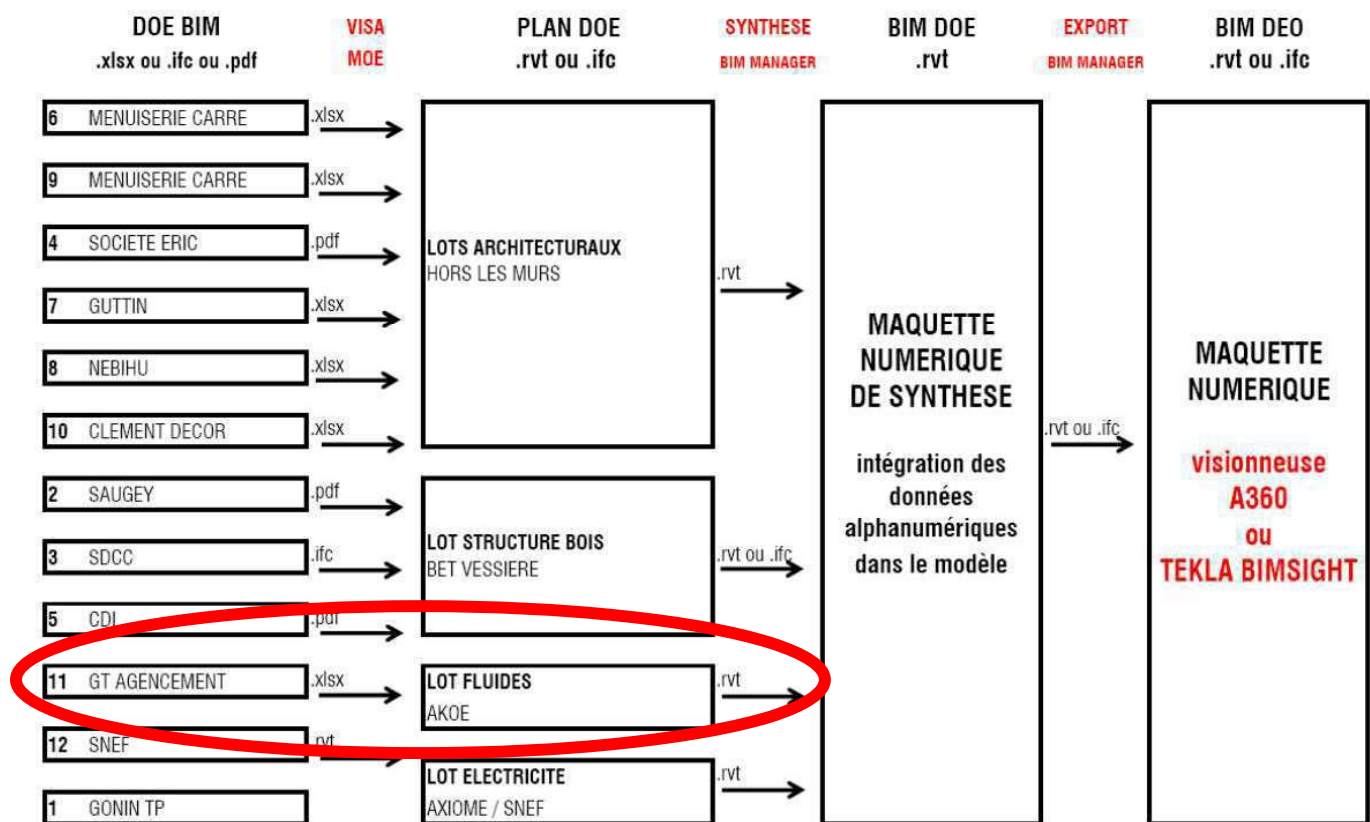 DOE BIM
.xlsx ou .ifc ou .pdf
VISA
MOE
PLAN DOE
.rvt ou .ifc
SYNTHESE
BIM MANAGER
BIM DOE
.rvt
EXPORT
BIM MANAGER
BIM DEO
.rvt ou .ifc
6 MENUISERIE CARRE .xlsx
9 MENUISERIE CARRE .xlsx
4 SOCIETE ERIC .pdf
7 GUTTIN .xlsx
8 NEBIHU .xlsx
10 CLEMENT DECOR .xlsx
2 SAUGEY .pdf
3 SDCC .ifc
5 CDI .pdf
11 GT AGENCEMENT .xlsx
12 SNEF .rvt
1 GONIN TP
LOTS ARCHITECTURAUX
HORS LES MURS
.rvt
LOT STRUCTURE BOIS
BET VESSIERE
.rvt ou .ifc
LOT FLUIDES
AKOE
.rvt
LOT ELECTRICITE
AXIOME / SNEF
.rvt
MAQUETTE
NUMERIQUE
DE SYNTHESE
intégration des
données
alphanumériques
dans le modèle
.rvt ou .ifc
MAQUETTE
NUMERIQUE
visionneuse
A360
ou
TEKLA BIMSIGHT